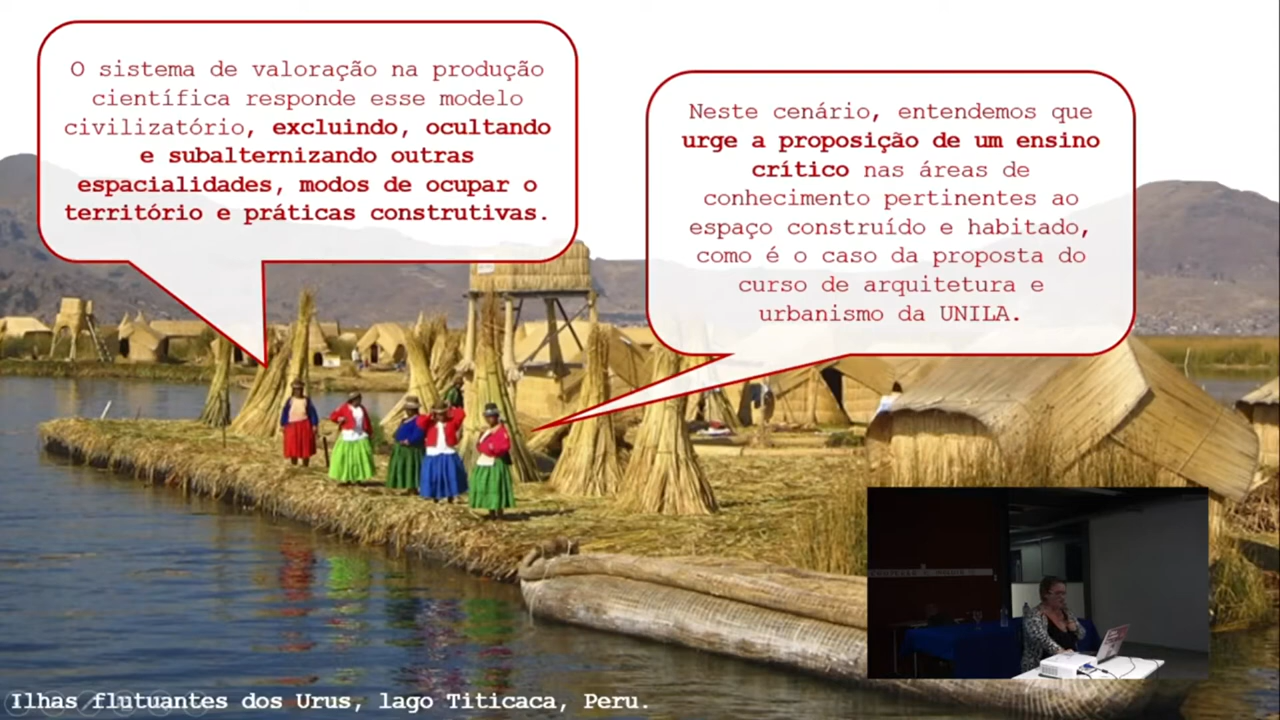 O sistema de valoração na produção
científica responde esse modelo
civilizatório, excluindo, ocultando
e subalternizando outras
espacialidades, modos de ocupar o
território e práticas construtivas.
Neste cenário, entendemos que
urge a proposição de um ensino
crítico nas áreas de
conhecimento pertinentes ao
espaço construído e habitado,
como é o caso da proposta do
curso de arquitetura e
urbanismo da UNILA.
Ilhas flutuantes dos Urus, lago Titicaca, Peru.